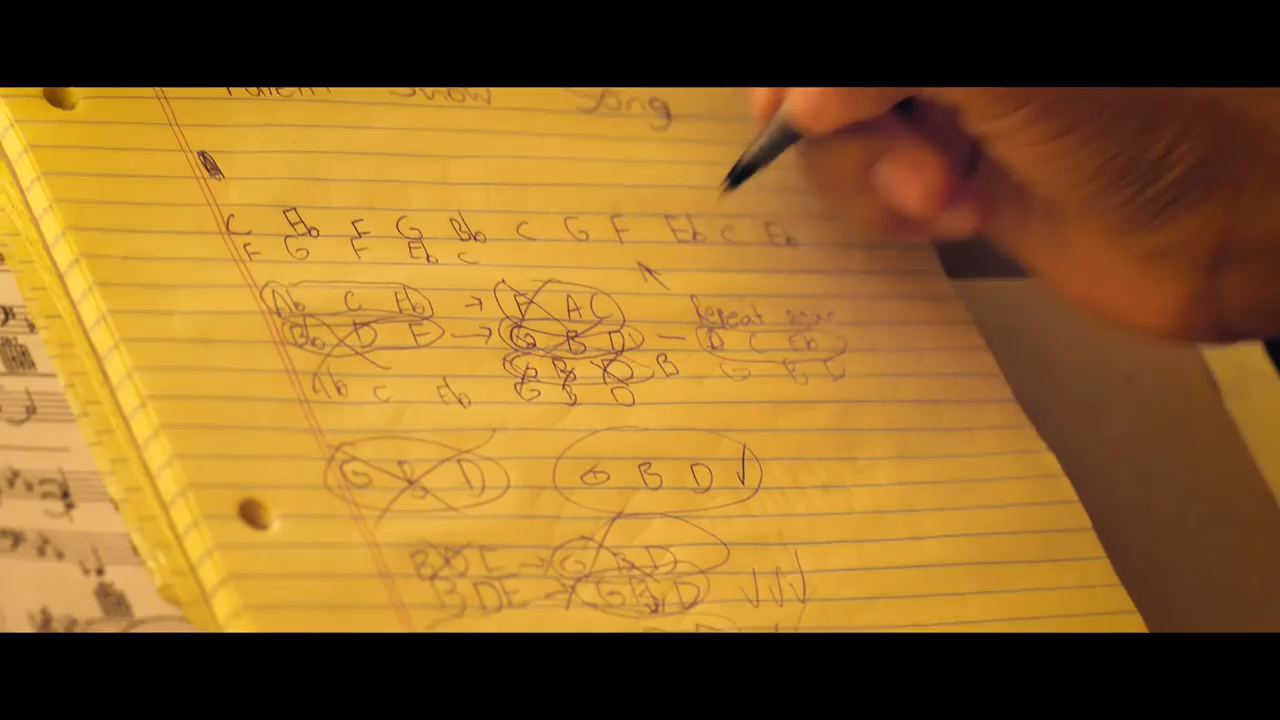 Talent Show Song
C Eb F G Bb C G F Eb C Eb
F G F Eb C
Ab C Eb → F A C Repeat
Bb D F → G B D — D C Eb
G B D B G B D
Ab C Eb G B D
G B D G B D ✓
B D E → G B D
B D E → G B D ✓✓✓